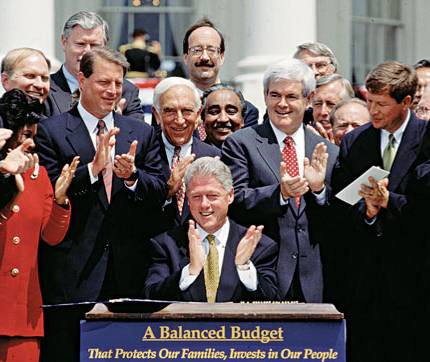 A Balanced Budget
That Protects Our Families, Invests in Our People